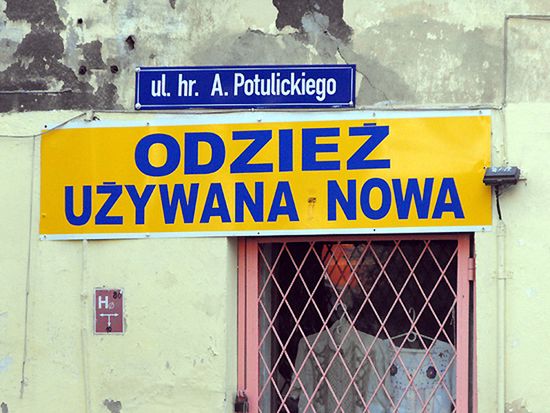 ul. hr. A. Potulickiego
ODZIEŻ
UŻYWANA NOWA
H